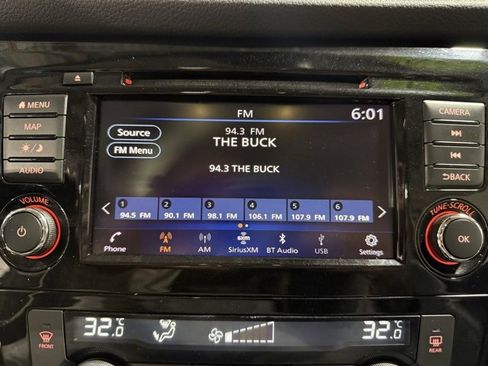 MENU
MAP
AUDIO
VOLUME
FM
6:01
Source
94.3 FM
THE BUCK
FM Menu
94.3 THE BUCK
1 2 3 4 5 6
94.5 FM 90.1 FM 98.1 FM 106.1 FM 107.9 FM 107.9 FM
Phone FM AM SiriusXM BT Audio USB Settings
CAMERA
BACK
TUNE·SCROLL
OK
32.0 °C
32.0 °C
FRONT
REAR